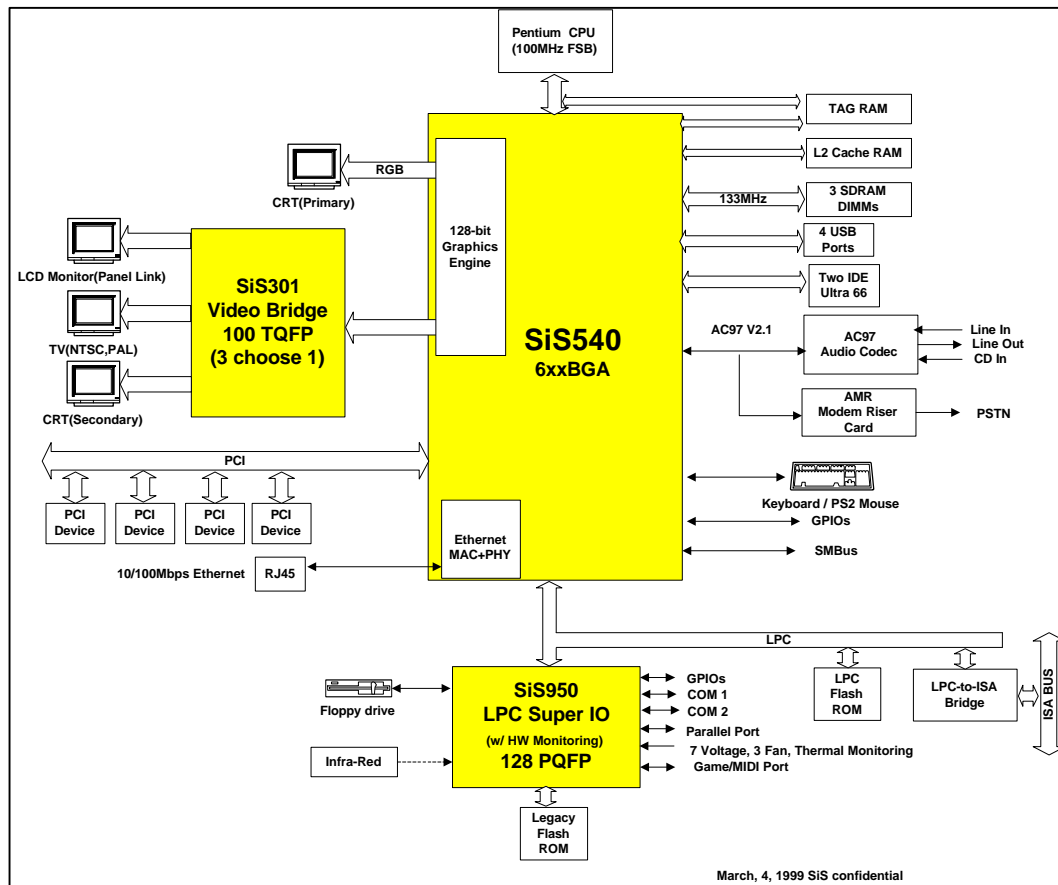 Pentium CPU
(100MHz FSB)
TAG RAM
L2 Cache RAM
133MHz
3 SDRAM
DIMMs
4 USB
Ports
Two IDE
Ultra 66
RGB
CRT(Primary)
128-bit
Graphics
Engine
LCD Monitor(Panel Link)
TV(NTSC,PAL)
CRT(Secondary)
SiS301
Video Bridge
100 TQFP
(3 choose 1)
SiS540
6xxBGA
AC97 V2.1
AC97
Audio Codec
Line In
Line Out
CD In
AMR
Modem Riser
Card
PSTN
PCI
PCI
Device
PCI
Device
PCI
Device
PCI
Device
Keyboard / PS2 Mouse
GPIOs
SMBus
Ethernet
MAC+PHY
10/100Mbps Ethernet
RJ45
LPC
SiS950
LPC Super IO
(w/ HW Monitoring)
128 PQFP
Floppy drive
Infra-Red
GPIOs
COM 1
COM 2
Parallel Port
7 Voltage, 3 Fan, Thermal Monitoring
Game/MIDI Port
LPC
Flash
ROM
LPC-to-ISA
Bridge
ISA BUS
Legacy
Flash
ROM
March, 4, 1999 SiS confidential